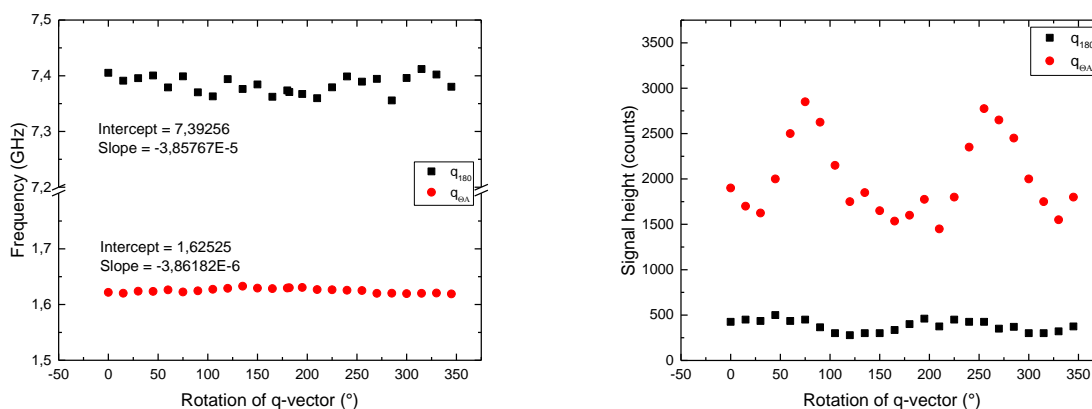 7,5
7,4
7,3
7,2
1,7
1,6
1,5
Frequency (GHz)
Intercept = 7,39256
Slope = -3,85767E-5
q180
qΘΑ
Intercept = 1,62525
Slope = -3,86182E-6
-50 0 50 100 150 200 250 300 350
Rotation of q-vector (°)
3500
3000
2500
2000
1500
1000
500
0
Signal height (counts)
q180
qΘΑ
-50 0 50 100 150 200 250 300 350
Rotation of q-vector (°)